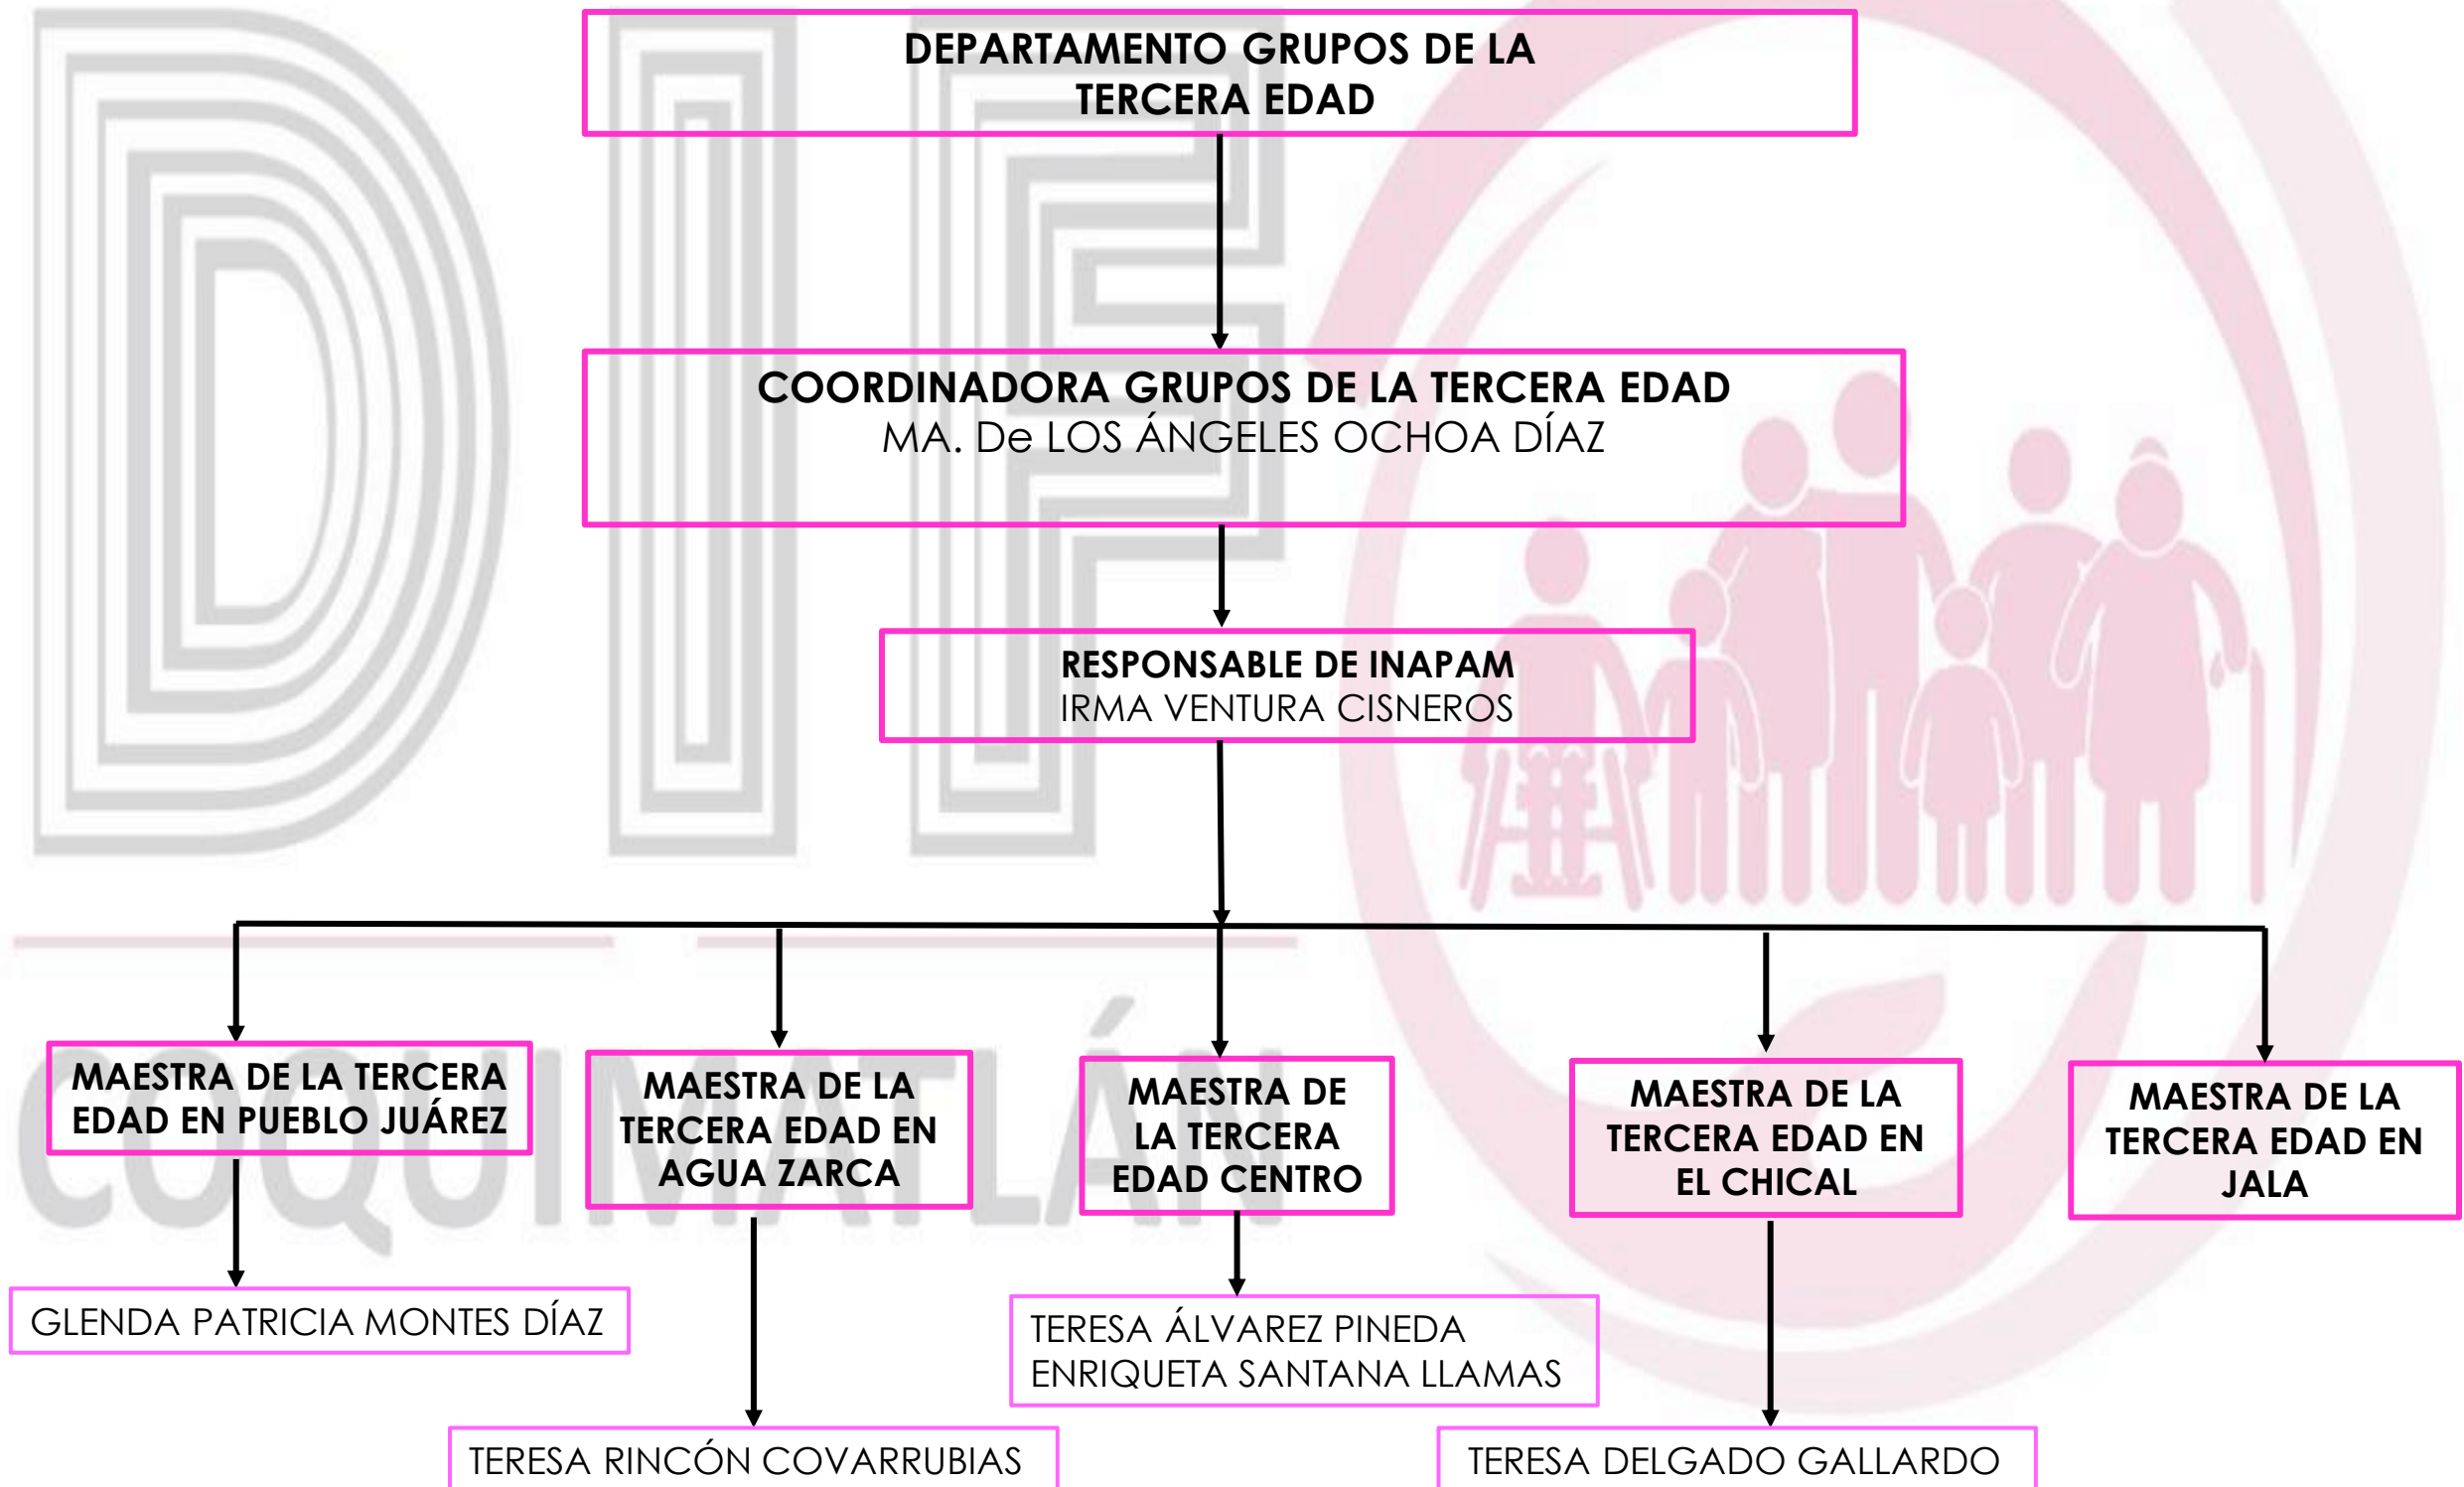 DEPARTAMENTO GRUPOS DE LA
TERCERA EDAD
COORDINADORA GRUPOS DE LA TERCERA EDAD
MA. De LOS ÁNGELES OCHOA DÍAZ
RESPONSABLE DE INAPAM
IRMA VENTURA CISNEROS
MAESTRA DE LA TERCERA
EDAD EN PUEBLO JUÁREZ
MAESTRA DE LA
TERCERA EDAD EN
AGUA ZARCA
MAESTRA DE
LA TERCERA
EDAD CENTRO
MAESTRA DE LA
TERCERA EDAD EN
EL CHICAL
MAESTRA DE LA
TERCERA EDAD EN
JALA
GLENDA PATRICIA MONTES DÍAZ
TERESA ÁLVAREZ PINEDA
ENRIQUETA SANTANA LLAMAS
TERESA RINCÓN COVARRUBIAS
TERESA DELGADO GALLARDO
DIF
COQUIMATLÁN